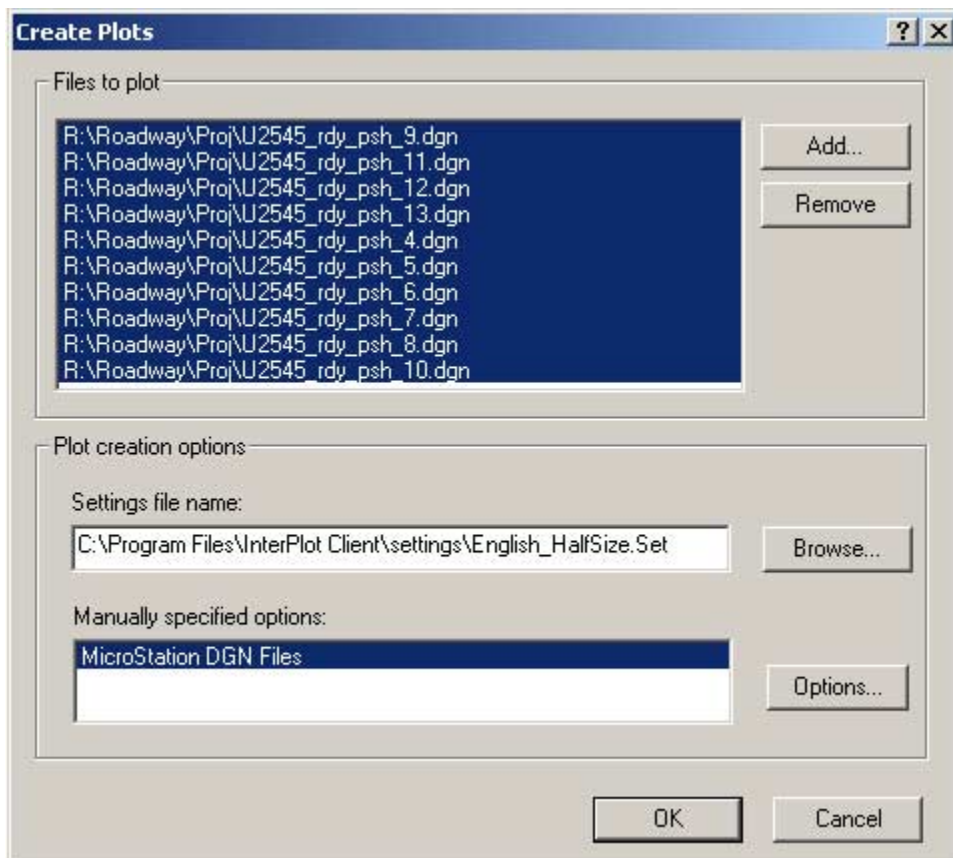 Create Plots
Files to plot
R:\Roadway\Proj\U2545_rdy_psh_9.dgn
R:\Roadway\Proj\U2545_rdy_psh_11.dgn
R:\Roadway\Proj\U2545_rdy_psh_12.dgn
R:\Roadway\Proj\U2545_rdy_psh_13.dgn
R:\Roadway\Proj\U2545_rdy_psh_4.dgn
R:\Roadway\Proj\U2545_rdy_psh_5.dgn
R:\Roadway\Proj\U2545_rdy_psh_6.dgn
R:\Roadway\Proj\U2545_rdy_psh_7.dgn
R:\Roadway\Proj\U2545_rdy_psh_8.dgn
R:\Roadway\Proj\U2545_rdy_psh_10.dgn
Add...
Remove
Plot creation options
Settings file name:
C:\Program Files\InterPlot Client\settings\English_HalfSize.Set
Browse...
Manually specified options:
MicroStation DGN Files
Options...
OK
Cancel